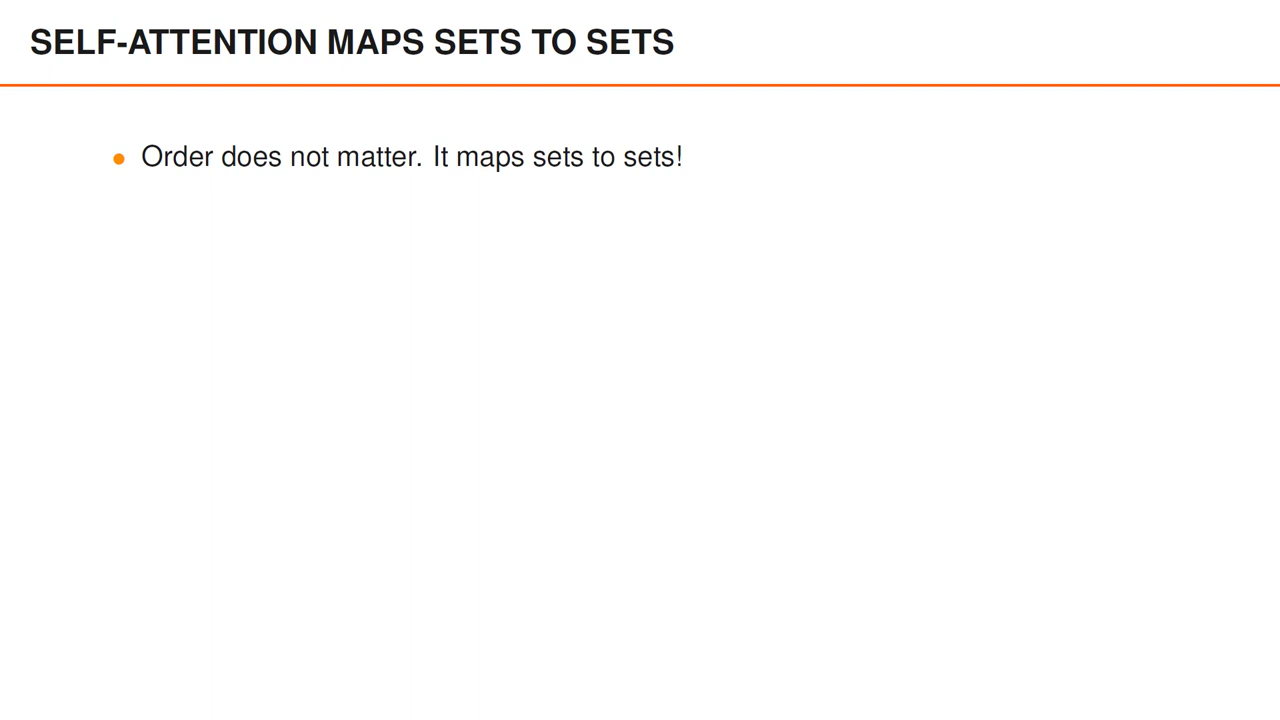 SELF-ATTENTION MAPS SETS TO SETS
Order does not matter. It maps sets to sets!